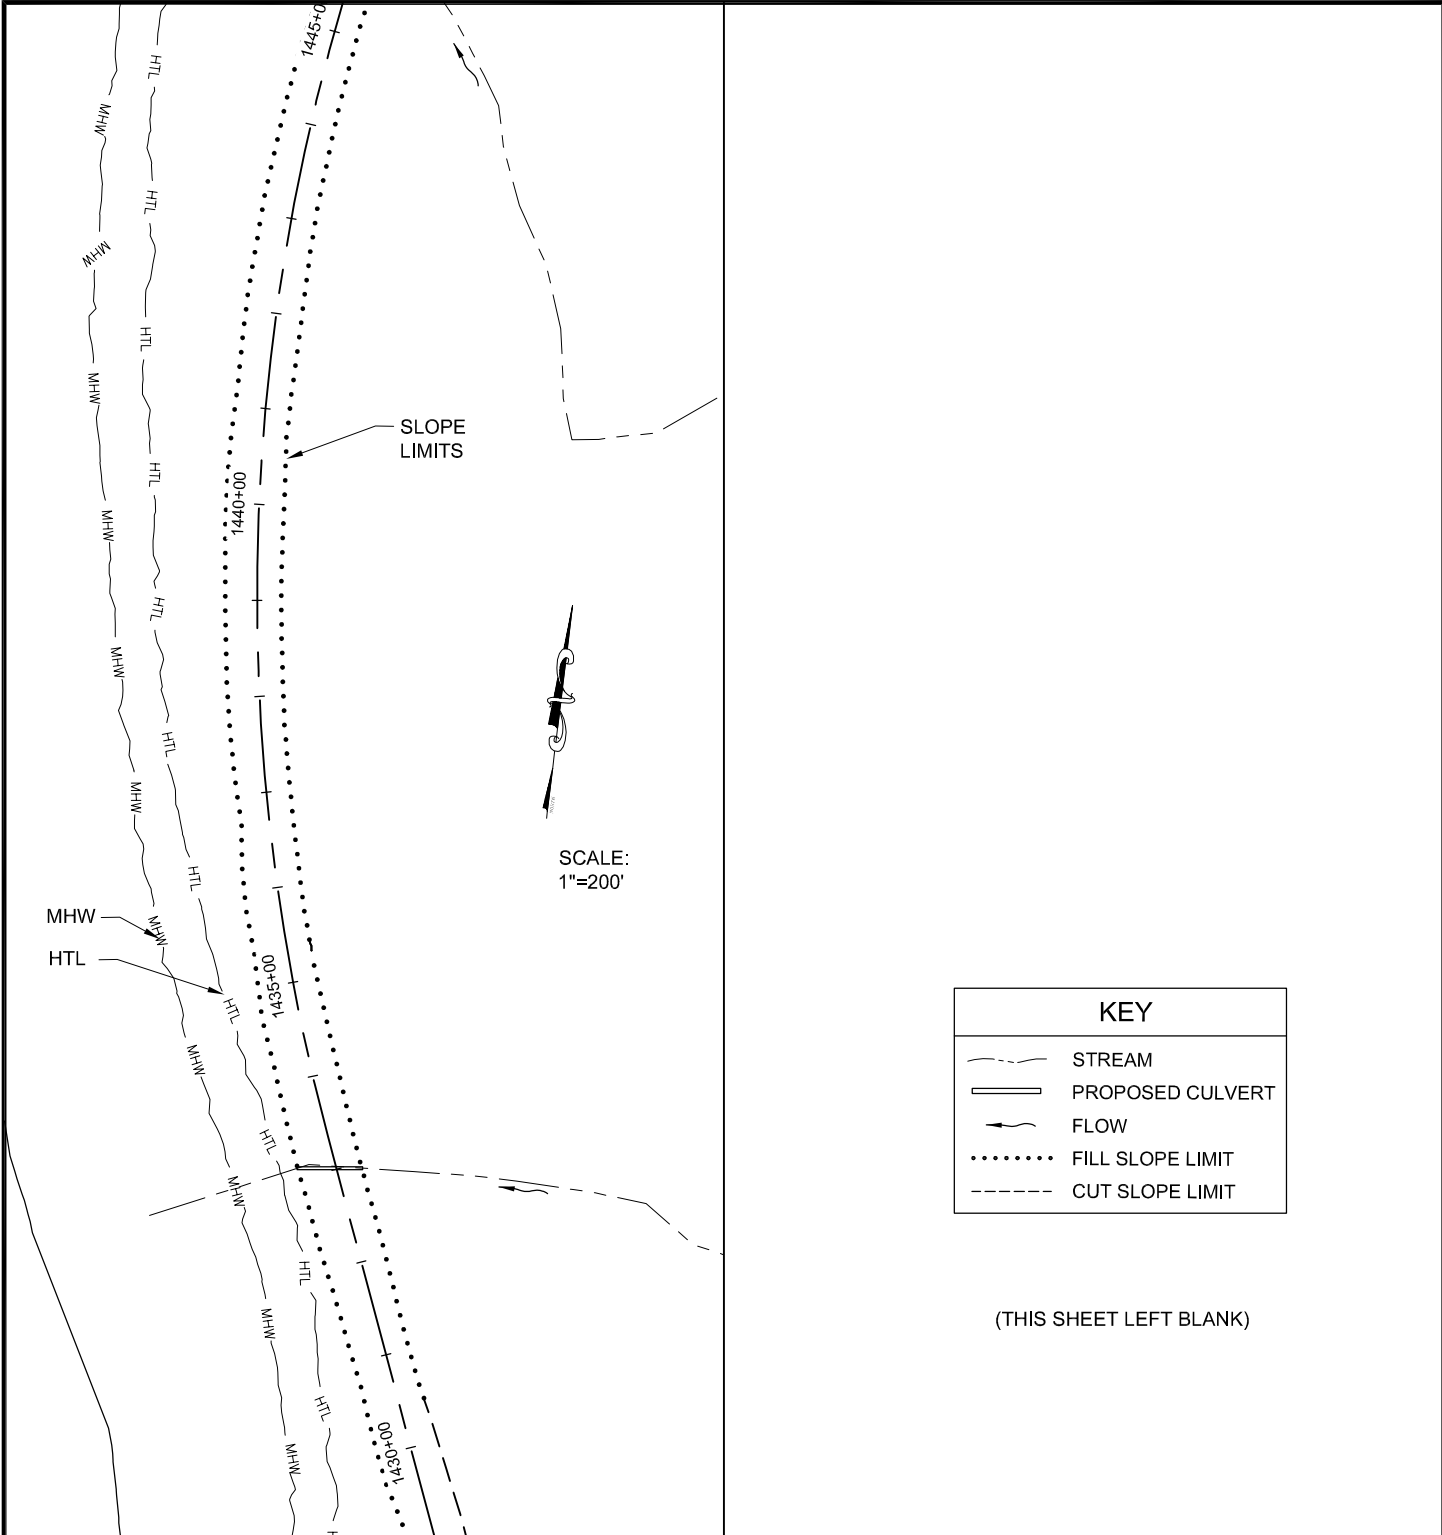 1445+0
HTL
MHW
HTL
MHW
HTL
MHW
SLOPE
LIMITS
HTL
1440+00
MHW
HTL
MHW
HTL
MHW
SCALE:
1"=200'
HTL
MHW
MHW
HTL
1435+00
HTL
MHW
HTL
MHW
HTL
MHW
HTL
1430+00
MHW
H
KEY
STREAM
PROPOSED CULVERT
FLOW
FILL SLOPE LIMIT
CUT SLOPE LIMIT
(THIS SHEET LEFT BLANK)